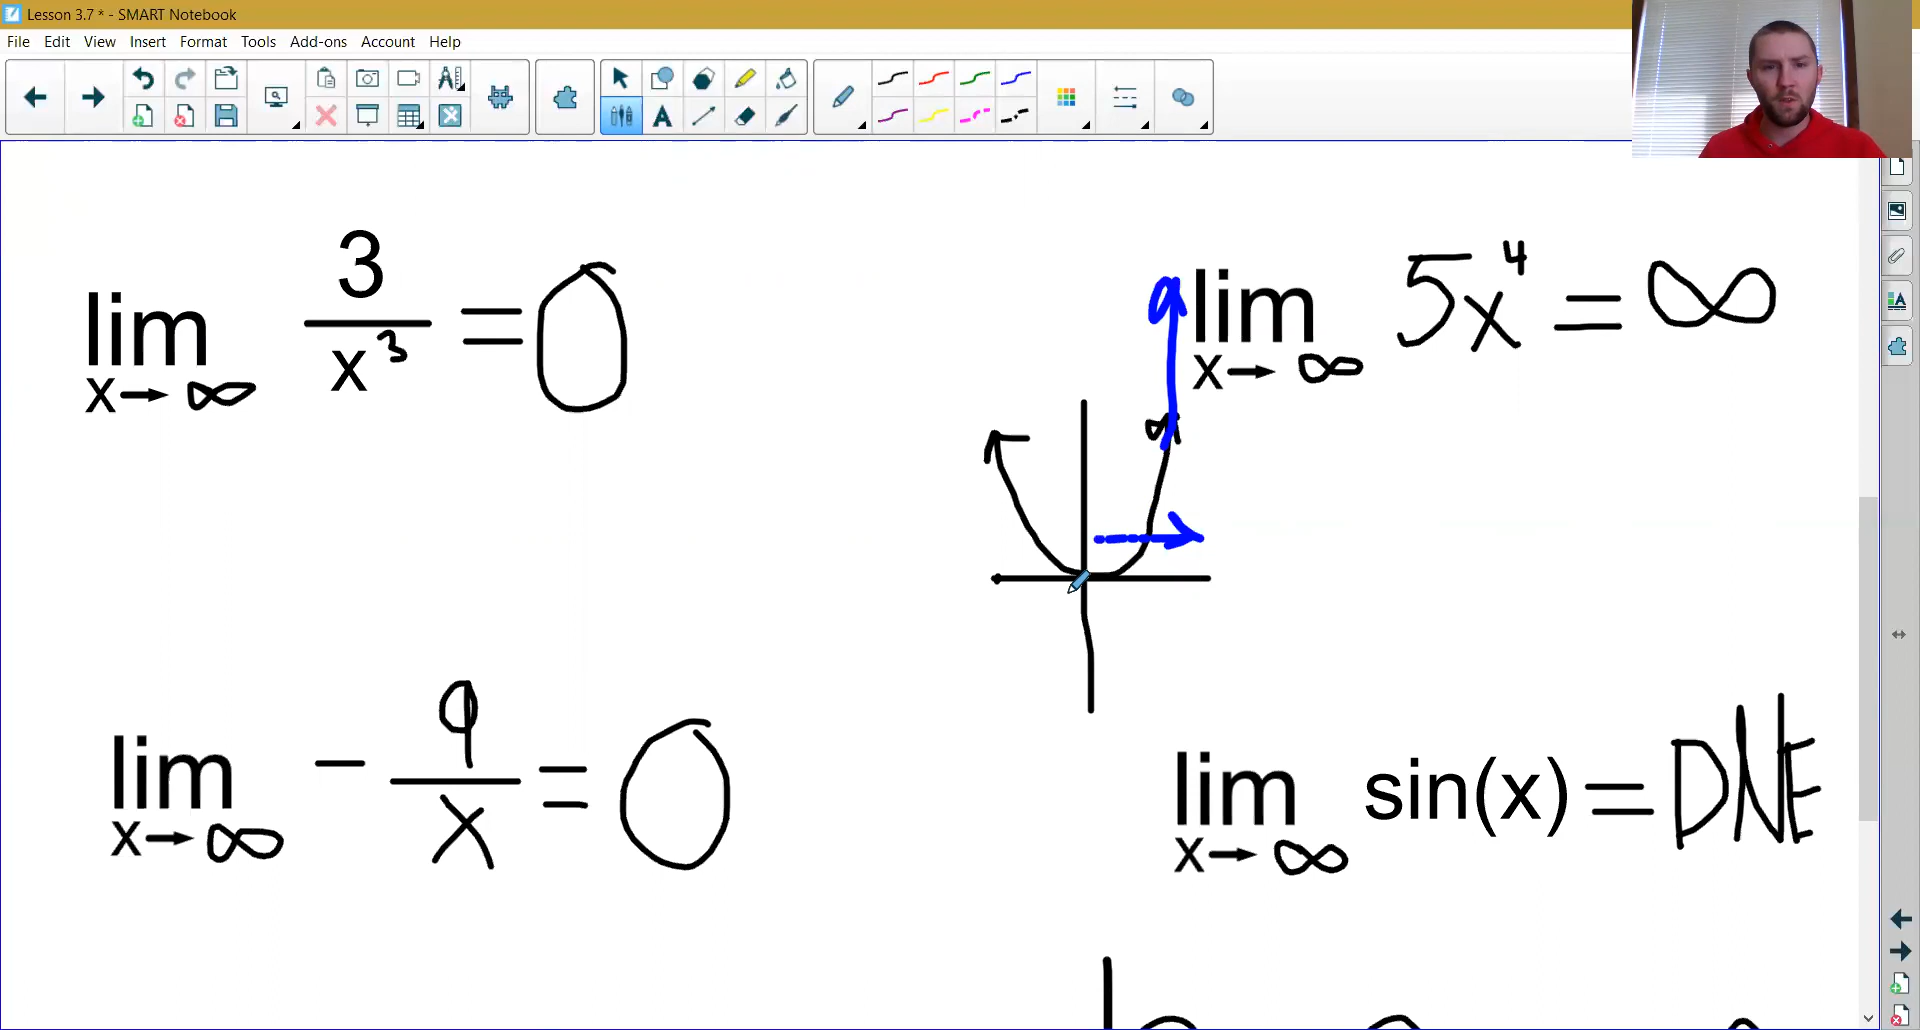 Lesson 3.7 * - SMART Notebook
File Edit View Insert Format Tools Add-ons Account Help
lim x→∞ 3/x³ = 0
lim x→∞ 5x⁴ = ∞
lim x→∞ - 9/x = 0
lim x→∞ sin(x) = DNE